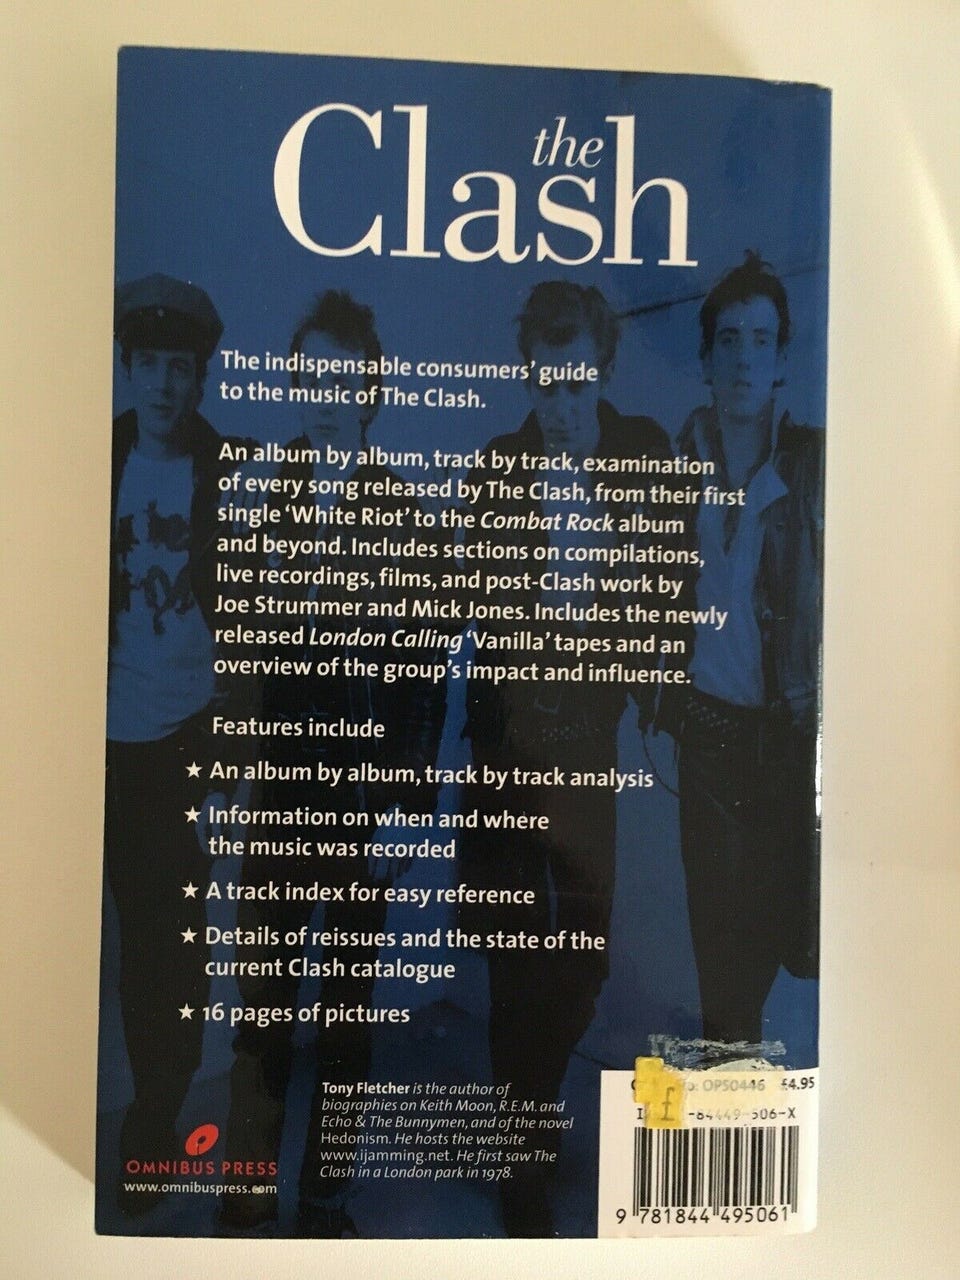 the
Clash
The indispensable consumers' guide
to the music of The Clash.
An album by album, track by track, examination
of every song released by The Clash, from their first
single 'White Riot' to the Combat Rock album
and beyond. Includes sections on compilations,
live recordings, films, and post-Clash work by
Joe Strummer and Mick Jones. Includes the newly
released London Calling 'Vanilla' tapes and an
overview of the group's impact and influence.
Features include
★ An album by album, track by track analysis
★ Information on when and where
the music was recorded
★ A track index for easy reference
★ Details of reissues and the state of the
current Clash catalogue
★ 16 pages of pictures
Tony Fletcher is the author of
biographies on Keith Moon, R.E.M. and
Echo & The Bunnymen, and of the novel
Hedonism. He hosts the website
www.ijamming.net. He first saw The
Clash in a London park in 1978.
OMNIBUS PRESS
www.omnibuspress.com
OP50446 £4.95
f
-84449-506-X
9 781844 495061